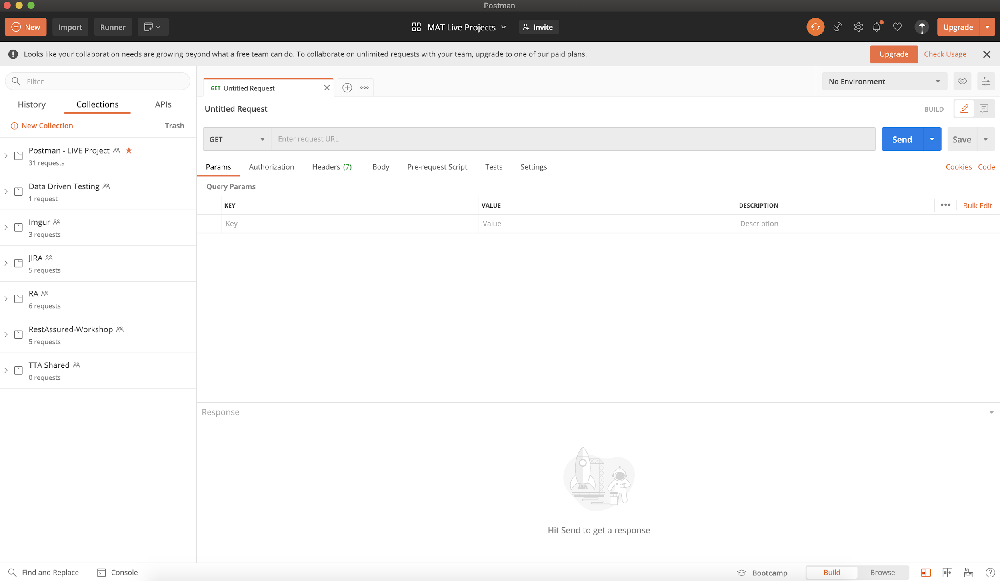 Postman
New
Import
Runner
MAT Live Projects
Invite
Upgrade
Looks like your collaboration needs are growing beyond what a free team can do. To collaborate on unlimited requests with your team, upgrade to one of our paid plans.
Upgrade
Check Usage
Filter
History
Collections
APIs
New Collection
Trash
Postman - LIVE Project
31 requests
Data Driven Testing
1 request
Imgur
3 requests
JIRA
5 requests
RA
6 requests
RestAssured-Workshop
5 requests
TTA Shared
0 requests
GET Untitled Request
No Environment
Untitled Request
BUILD
GET
Enter request URL
Send
Save
Params
Authorization
Headers (7)
Body
Pre-request Script
Tests
Settings
Cookies
Code
Query Params
KEY
VALUE
DESCRIPTION
Bulk Edit
Key
Value
Description
Response
Hit Send to get a response
Find and Replace
Console
Bootcamp
Build
Browse